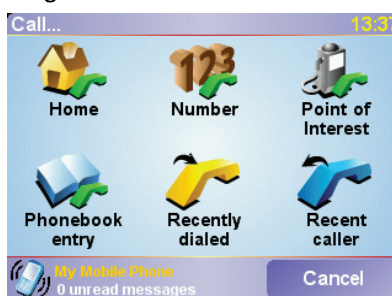 Call... 13:37
Home Number Point of
Interest
Phonebook Recently Recent
entry dialed caller
My Mobile Phone
0 unread messages
Cancel